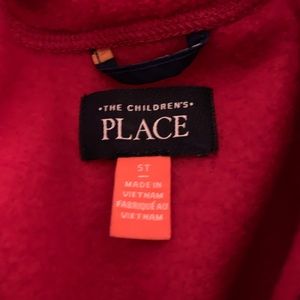 •THE CHILDREN'S•
PLACE
5T
MADE IN
VIETNAM
FABRIQUÉ AU
VIETNAM